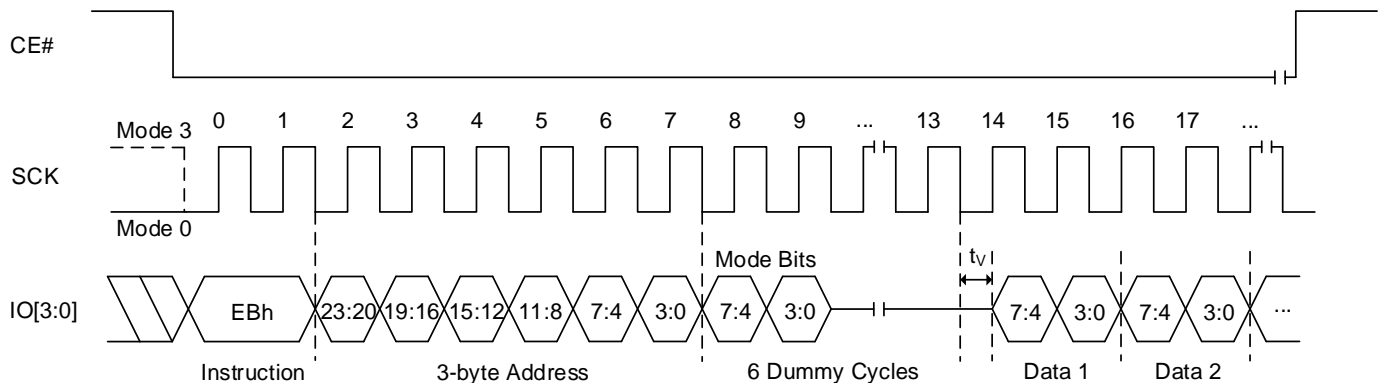 CE#
Mode 3
0 1 2 3 4 5 6 7 8 9 ... 13 14 15 16 17 ...
SCK
Mode 0
Mode Bits
tV
IO[3:0]
EBh 23:20 19:16 15:12 11:8 7:4 3:0 7:4 3:0 7:4 3:0 7:4 3:0 ...
Instruction 3-byte Address 6 Dummy Cycles Data 1 Data 2